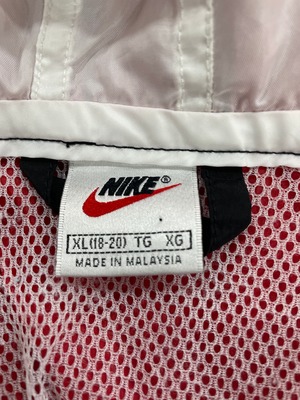 NIKE®
XL(18-20) TG XG
MADE IN MALAYSIA